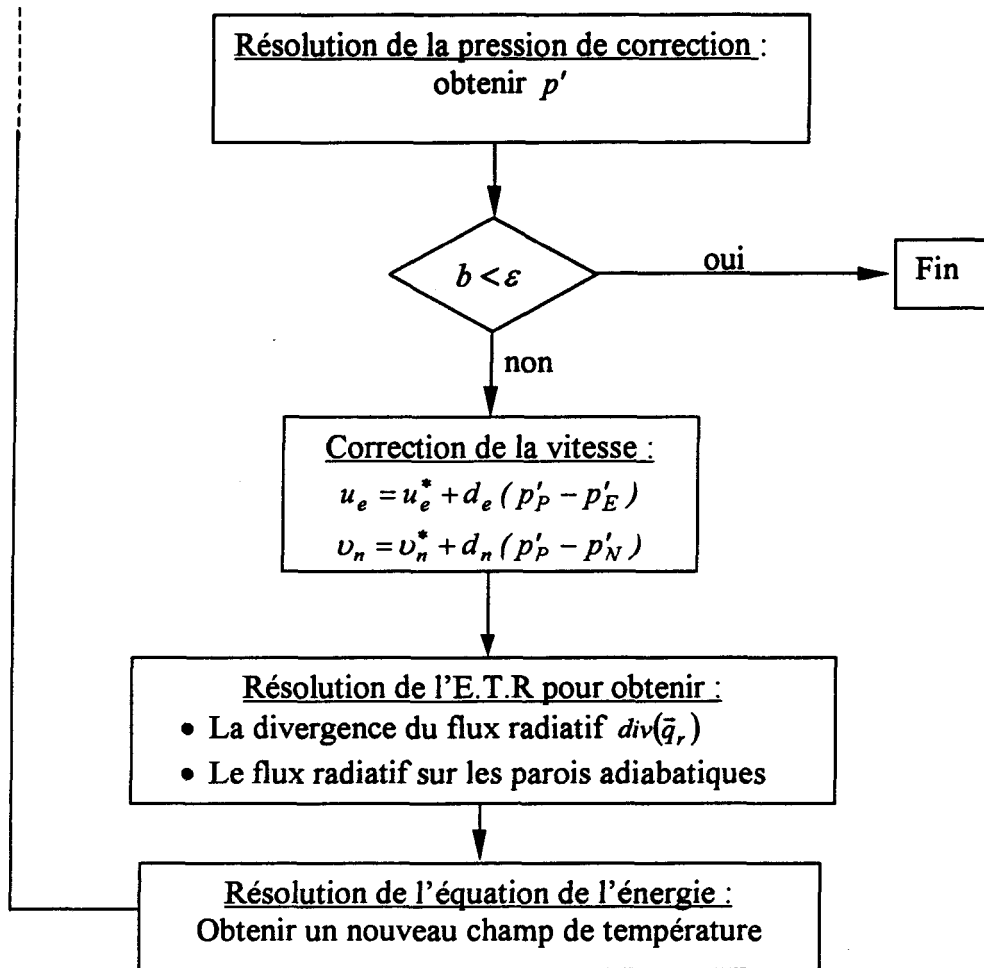 Résolution de la pression de correction :
obtenir p'
b < ε
oui
Fin
non
Correction de la vitesse :
u_e = u_e^* + d_e ( p'_P − p'_E )
υ_n = υ_n^* + d_n ( p'_P − p'_N )
Résolution de l'E.T.R pour obtenir :
• La divergence du flux radiatif div(q⃗_r)
• Le flux radiatif sur les parois adiabatiques
Résolution de l'équation de l'énergie :
Obtenir un nouveau champ de température